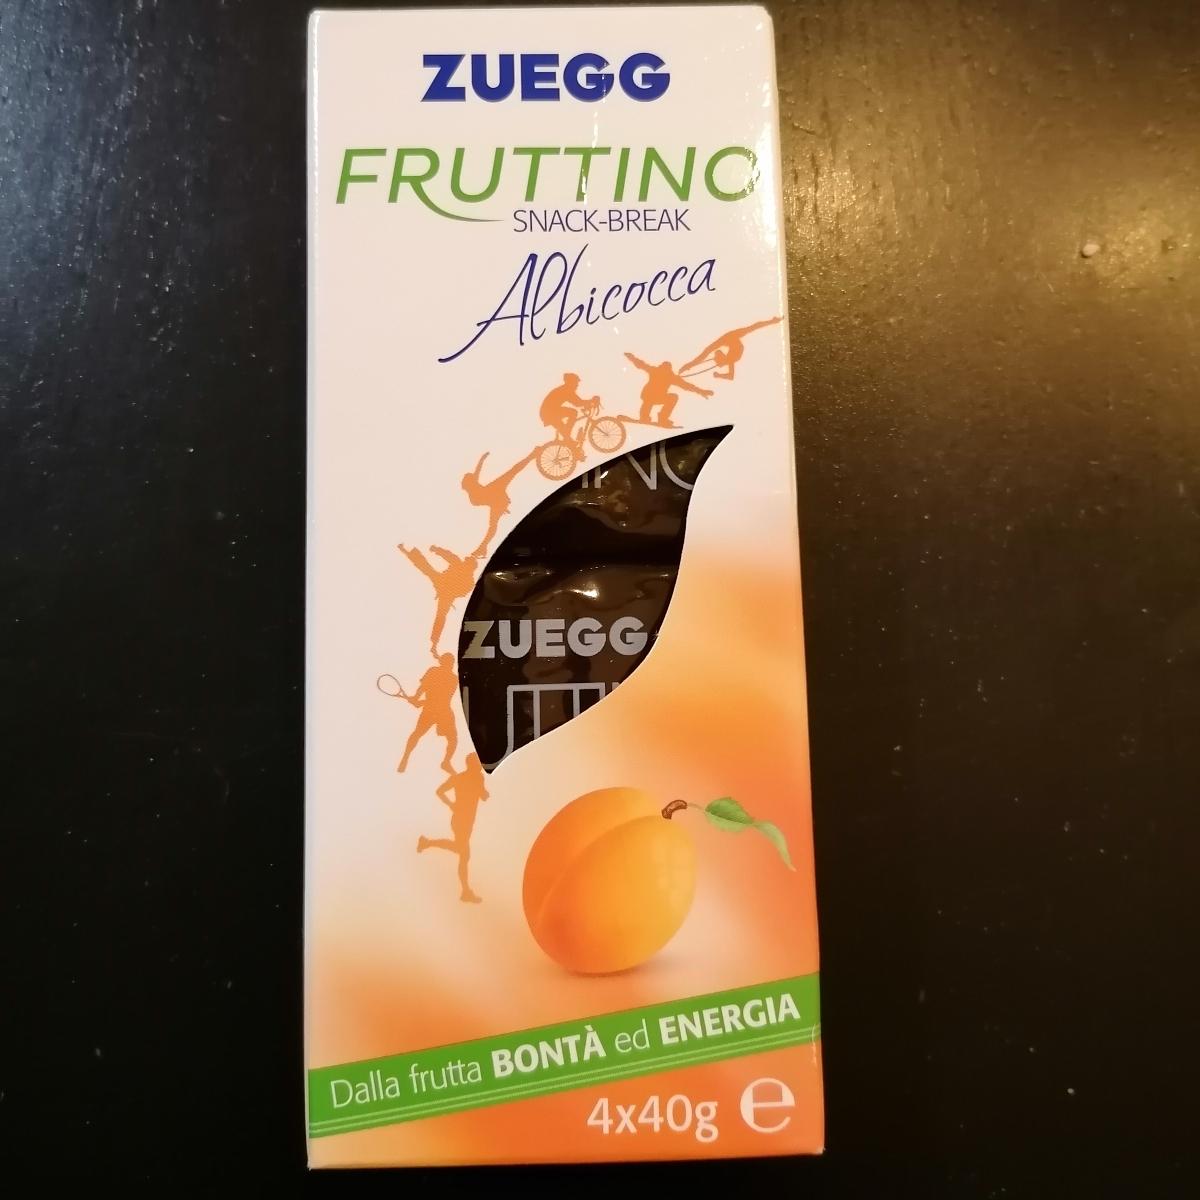 ZUEGG
FRUTTINO
SNACK-BREAK
Albicocca
ZUEGG
Dalla frutta BONTÀ ed ENERGIA
4x40g ℮